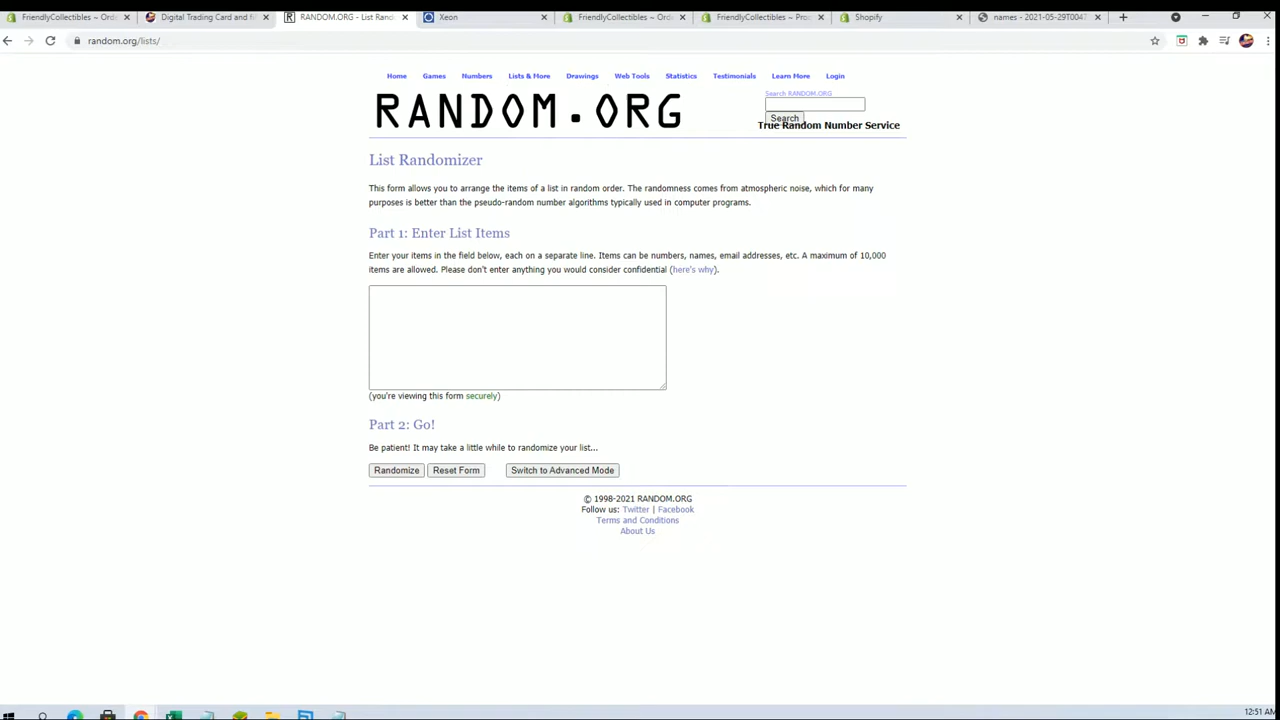 FriendlyCollectibles ~ Orde
Digital Trading Card and N
RANDOM.ORG - List Rand
Xeon
FriendlyCollectibles ~ Orde
FriendlyCollectibles ~ Pro
Shopify
names - 2021-05-29T004
random.org/lists/
Home Games Numbers Lists & More Drawings Web Tools Statistics Testimonials Learn More Login
RANDOM.ORG
Search RANDOM.ORG
Search
True Random Number Service
List Randomizer
This form allows you to arrange the items of a list in random order. The randomness comes from atmospheric noise, which for many
purposes is better than the pseudo-random number algorithms typically used in computer programs.
Part 1: Enter List Items
Enter your items in the field below, each on a separate line. Items can be numbers, names, email addresses, etc. A maximum of 10,000
items are allowed. Please don't enter anything you would consider confidential (here's why).
(you're viewing this form securely)
Part 2: Go!
Be patient! It may take a little while to randomize your list...
Randomize Reset Form Switch to Advanced Mode
© 1998-2021 RANDOM.ORG
Follow us: Twitter | Facebook
Terms and Conditions
About Us
12:51 AM